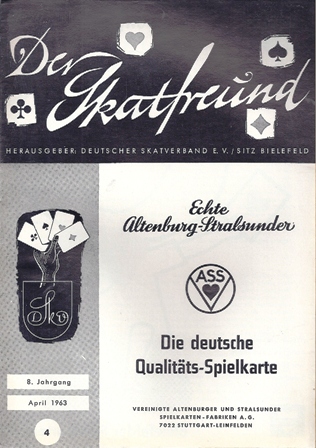 Der
Skatfreund
HERAUSGEBER: DEUTSCHER SKATVERBAND E. V. / SITZ BIELEFELD
Echte
Altenburg-Stralsunder
ASS
Die deutsche
Qualitäts-Spielkarte
VEREINIGTE ALTENBURGER UND STRALSUNDER
SPIELKARTEN-FABRIKEN A. G.
7022 STUTTGART-LEINFELDEN
DSkV
8. Jahrgang
April 1963
4